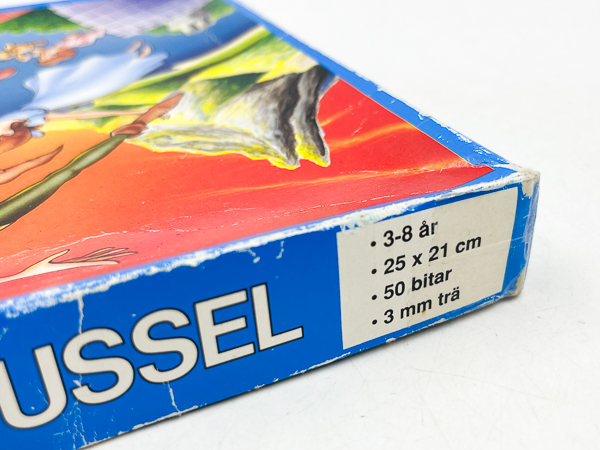 USSEL
• 3-8 år
• 25 x 21 cm
• 50 bitar
• 3 mm trä